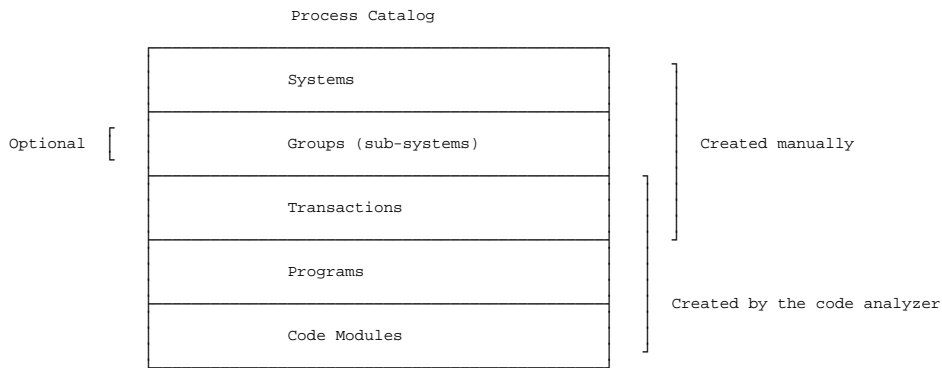 Process Catalog
Systems
Optional
Groups (sub-systems)
Created manually
Transactions
Programs
Created by the code analyzer
Code Modules